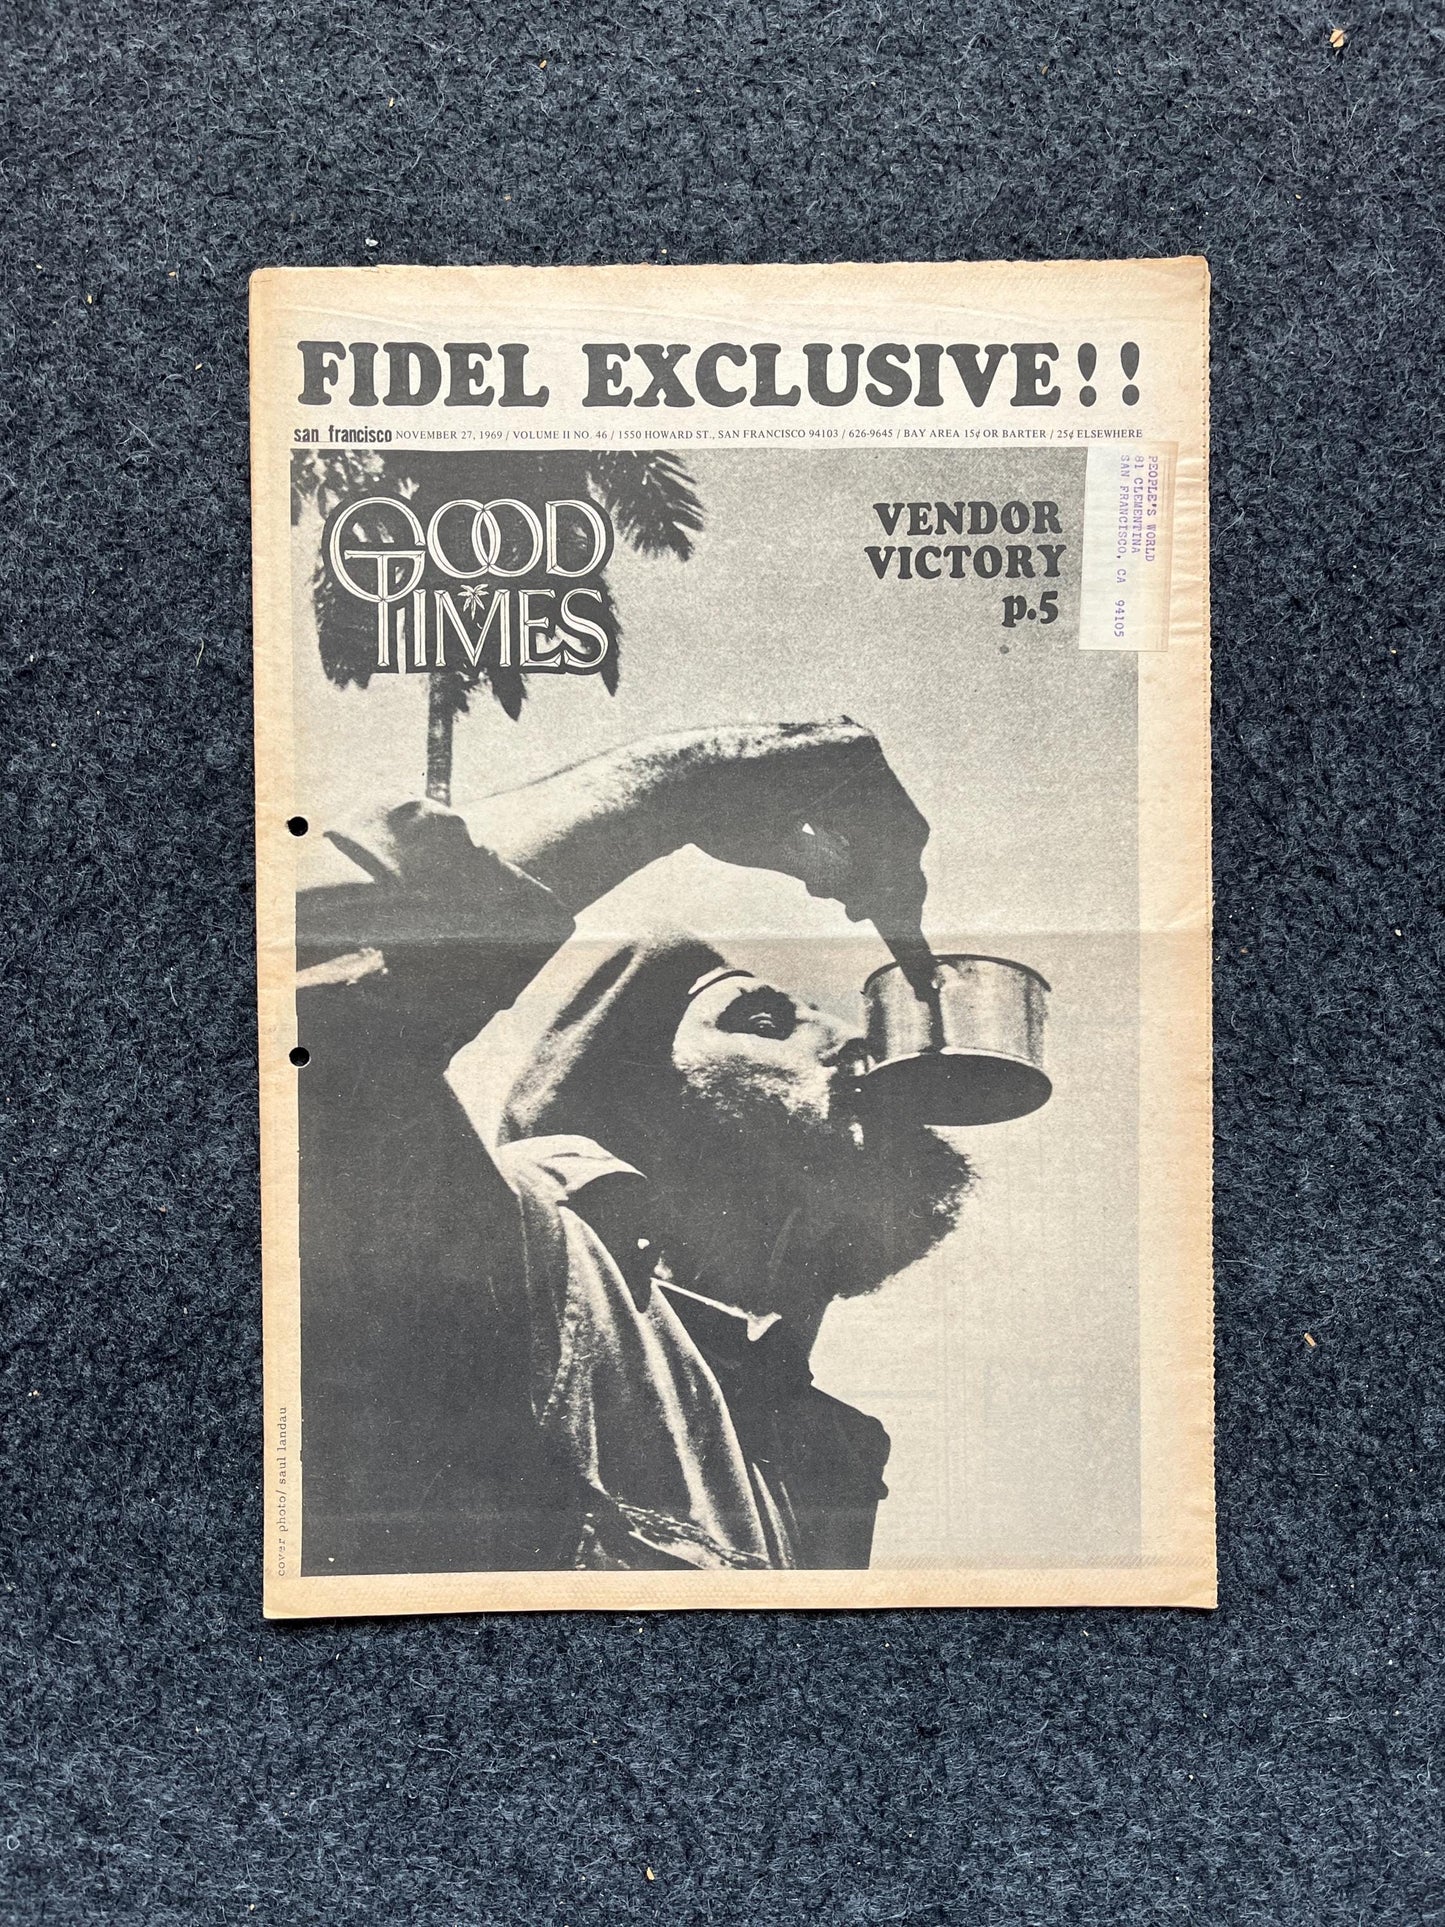 FIDEL EXCLUSIVE!!
san francisco NOVEMBER 27, 1969 / VOLUME II NO. 46 / 1550 HOWARD ST., SAN FRANCISCO 94103 / 626-9645 / BAY AREA 15¢ OR BARTER / 25¢ ELSEWHERE
GOOD
TIMES
VENDOR
VICTORY
p.5
PEOPLE'S WORLD
81 CLEMENTINA
SAN FRANCISCO, CA 94105
cover photo/ saul landau